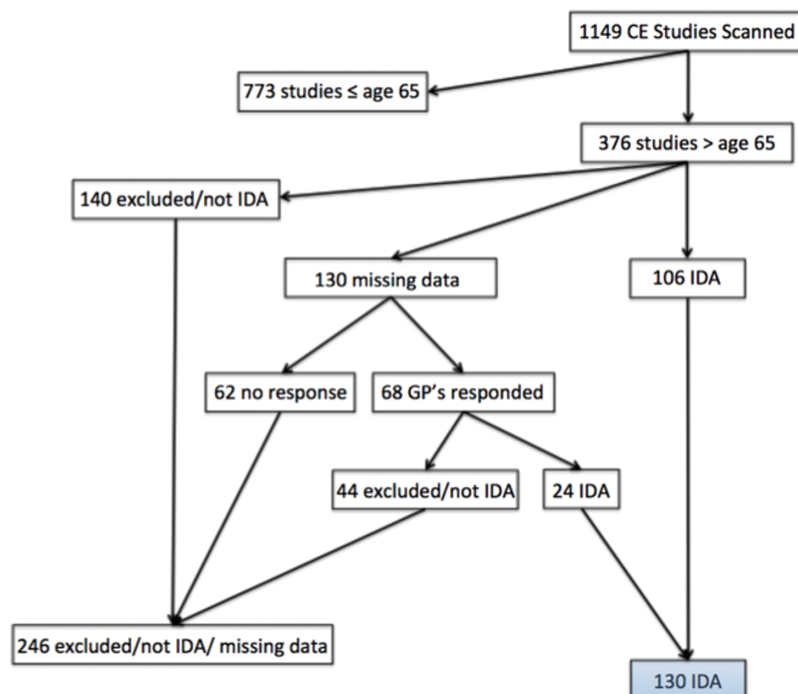 1149 CE Studies Scanned
773 studies ≤ age 65
376 studies > age 65
140 excluded/not IDA
130 missing data
106 IDA
62 no response
68 GP's responded
44 excluded/not IDA
24 IDA
246 excluded/not IDA/ missing data
130 IDA